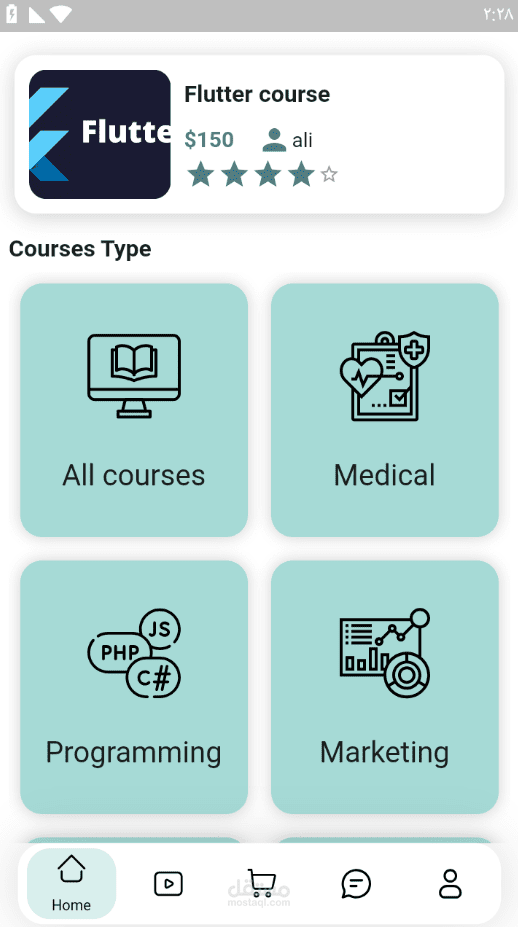 ٢:٢٨
Flutte
Flutter course
$150 ali
Courses Type
All courses
Medical
JS
PHP
C#
Programming
Marketing
مستقل
mostaql.com
Home